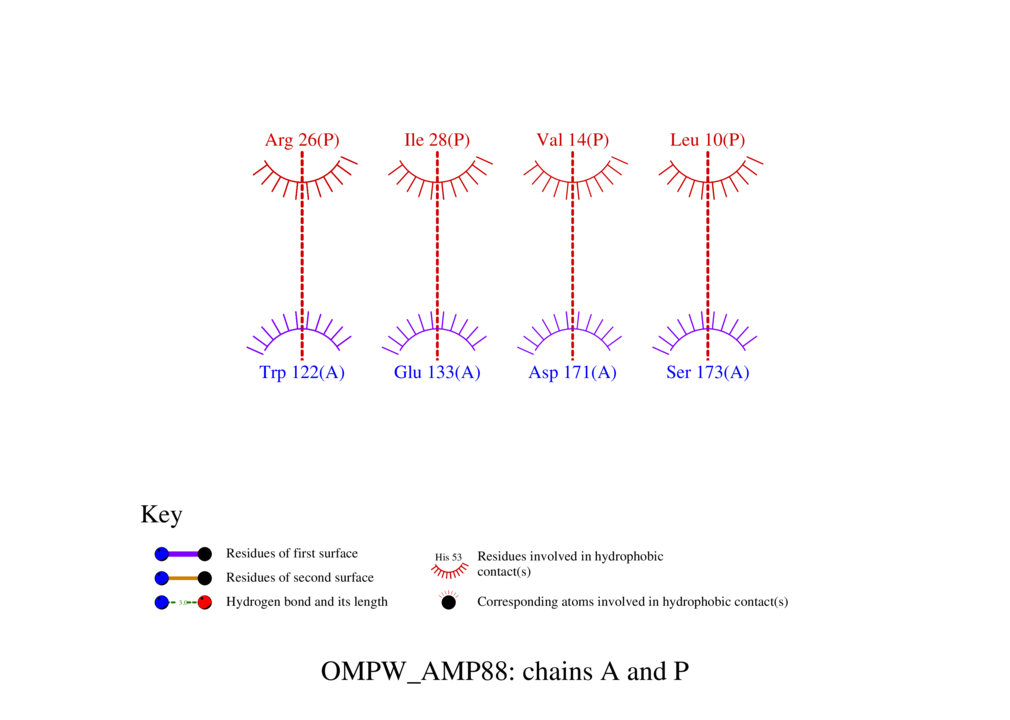 Arg 26(P) Ile 28(P) Val 14(P) Leu 10(P)
Trp 122(A) Glu 133(A) Asp 171(A) Ser 173(A)
Key
Residues of first surface
Residues of second surface
3.0
Hydrogen bond and its length
His 53
Residues involved in hydrophobic
contact(s)
Corresponding atoms involved in hydrophobic contact(s)
OMPW_AMP88: chains A and P